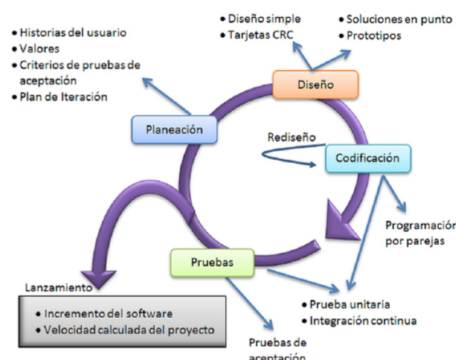 • Historias del usuario
• Valores
• Criterios de pruebas de
aceptación
• Plan de Iteración
• Diseño simple
• Tarjetas CRC
• Soluciones en punto
• Prototipos
Diseño
Planeación
Rediseño
Codificación
Programación
por parejas
Pruebas
Lanzamiento
• Incremento del software
• Velocidad calculada del proyecto
• Prueba unitaria
• Integración continua
Pruebas de
aceptación